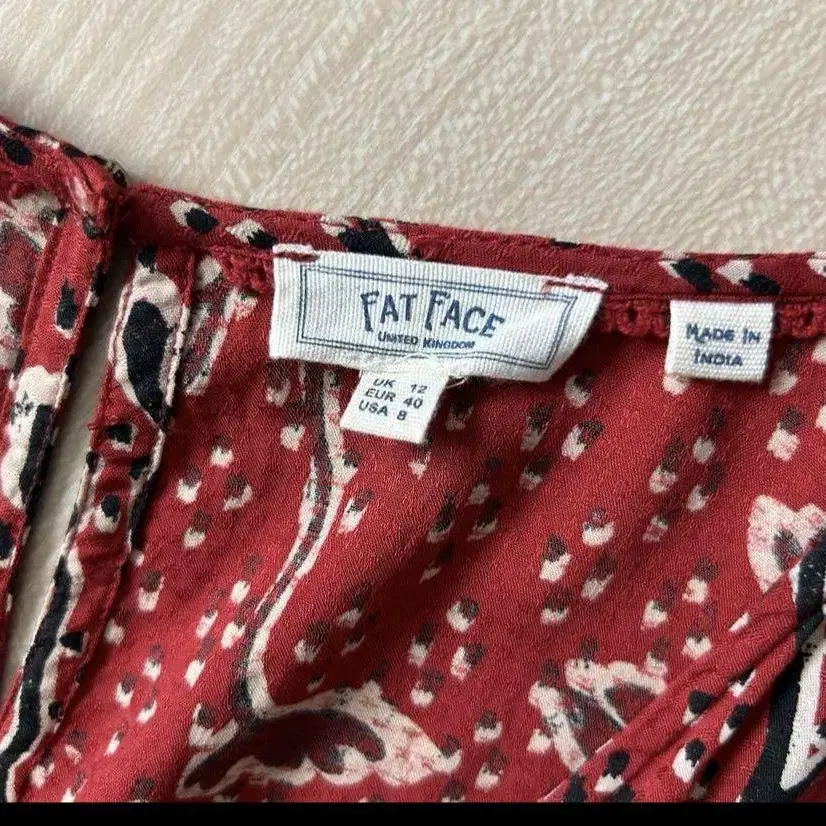 FAT FACE
UNITED KINGDOM
UK 12
EUR 40
USA 8
MADE IN
INDIA